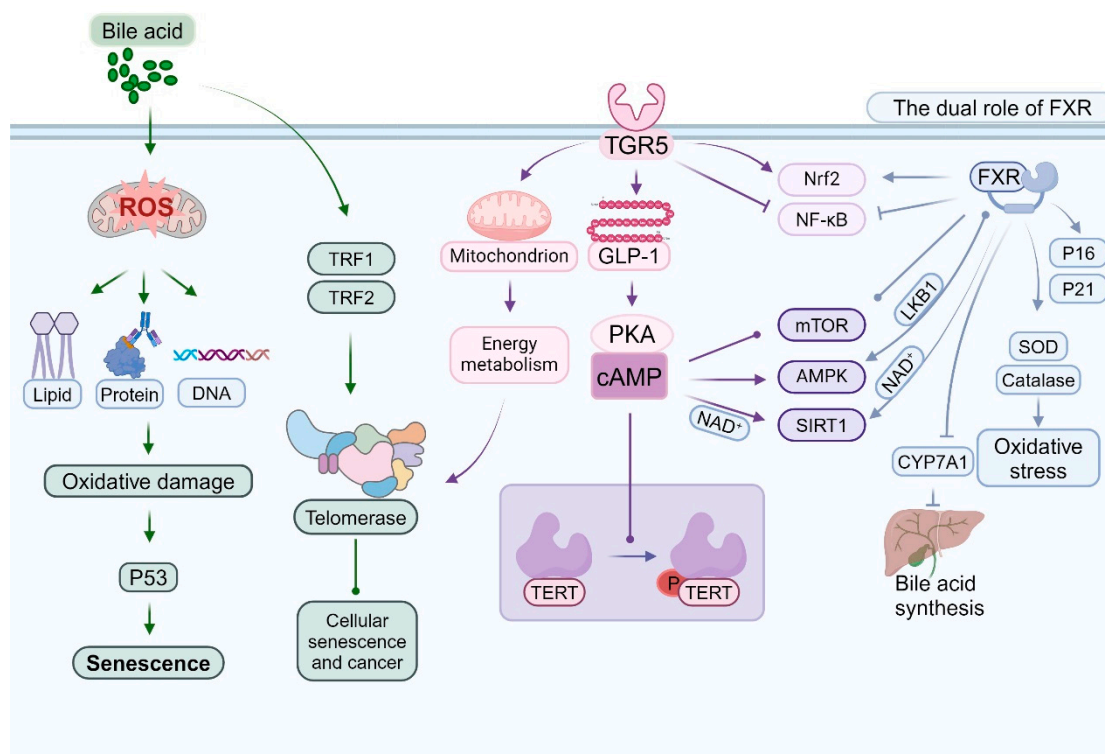 Bile acid
The dual role of FXR
TGR5
ROS
Nrf2
FXR
NF-κB
TRF1
TRF2
Mitochondrion
GLP-1
P16
P21
LKB1
mTOR
PKA
cAMP
Energy
metabolism
SOD
Catalase
AMPK
NAD⁺
Lipid
Protein
DNA
NAD⁺
SIRT1
CYP7A1
Oxidative
stress
Oxidative damage
Telomerase
TERT
P
TERT
Bile acid
synthesis
P53
Cellular
senescence
and cancer
Senescence